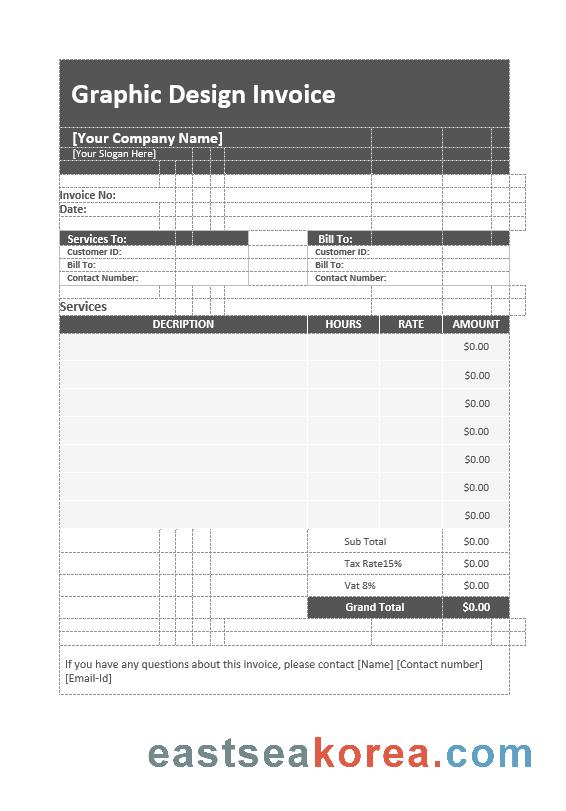 Graphic Design Invoice
[Your Company Name]
[Your Slogan Here]
Invoice No:
Date:
Services To: Bill To:
Customer ID: Customer ID:
Bill To: Bill To:
Contact Number: Contact Number:
Services
DECRIPTION HOURS RATE AMOUNT
$0.00
$0.00
$0.00
$0.00
$0.00
$0.00
$0.00
Sub Total $0.00
Tax Rate15% $0.00
Vat 8% $0.00
Grand Total $0.00
If you have any questions about this invoice, please contact [Name] [Contact number]
[Email-Id]
eastseakorea.com